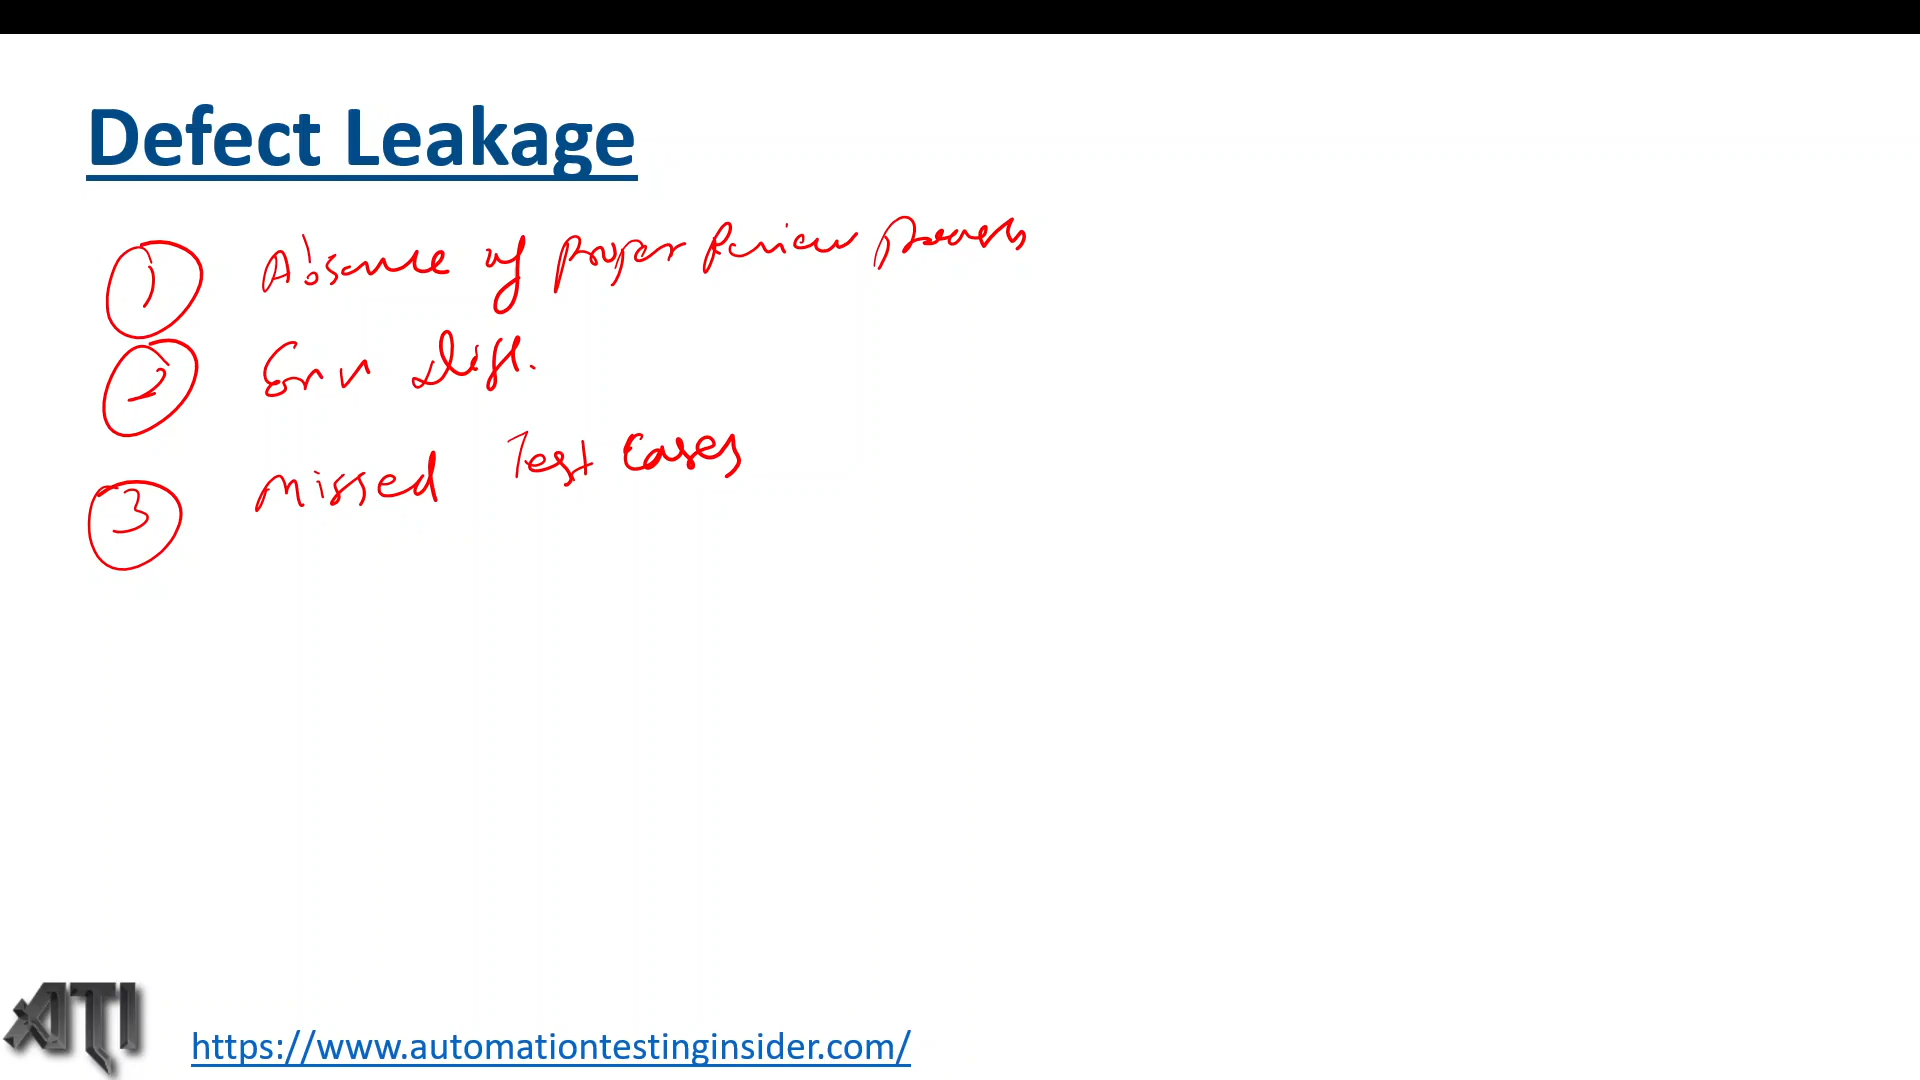 Defect Leakage
1 Absence of proper Review process
2 Env Diff.
3 Missed Test Cases
ATI
https://www.automationtestinginsider.com/